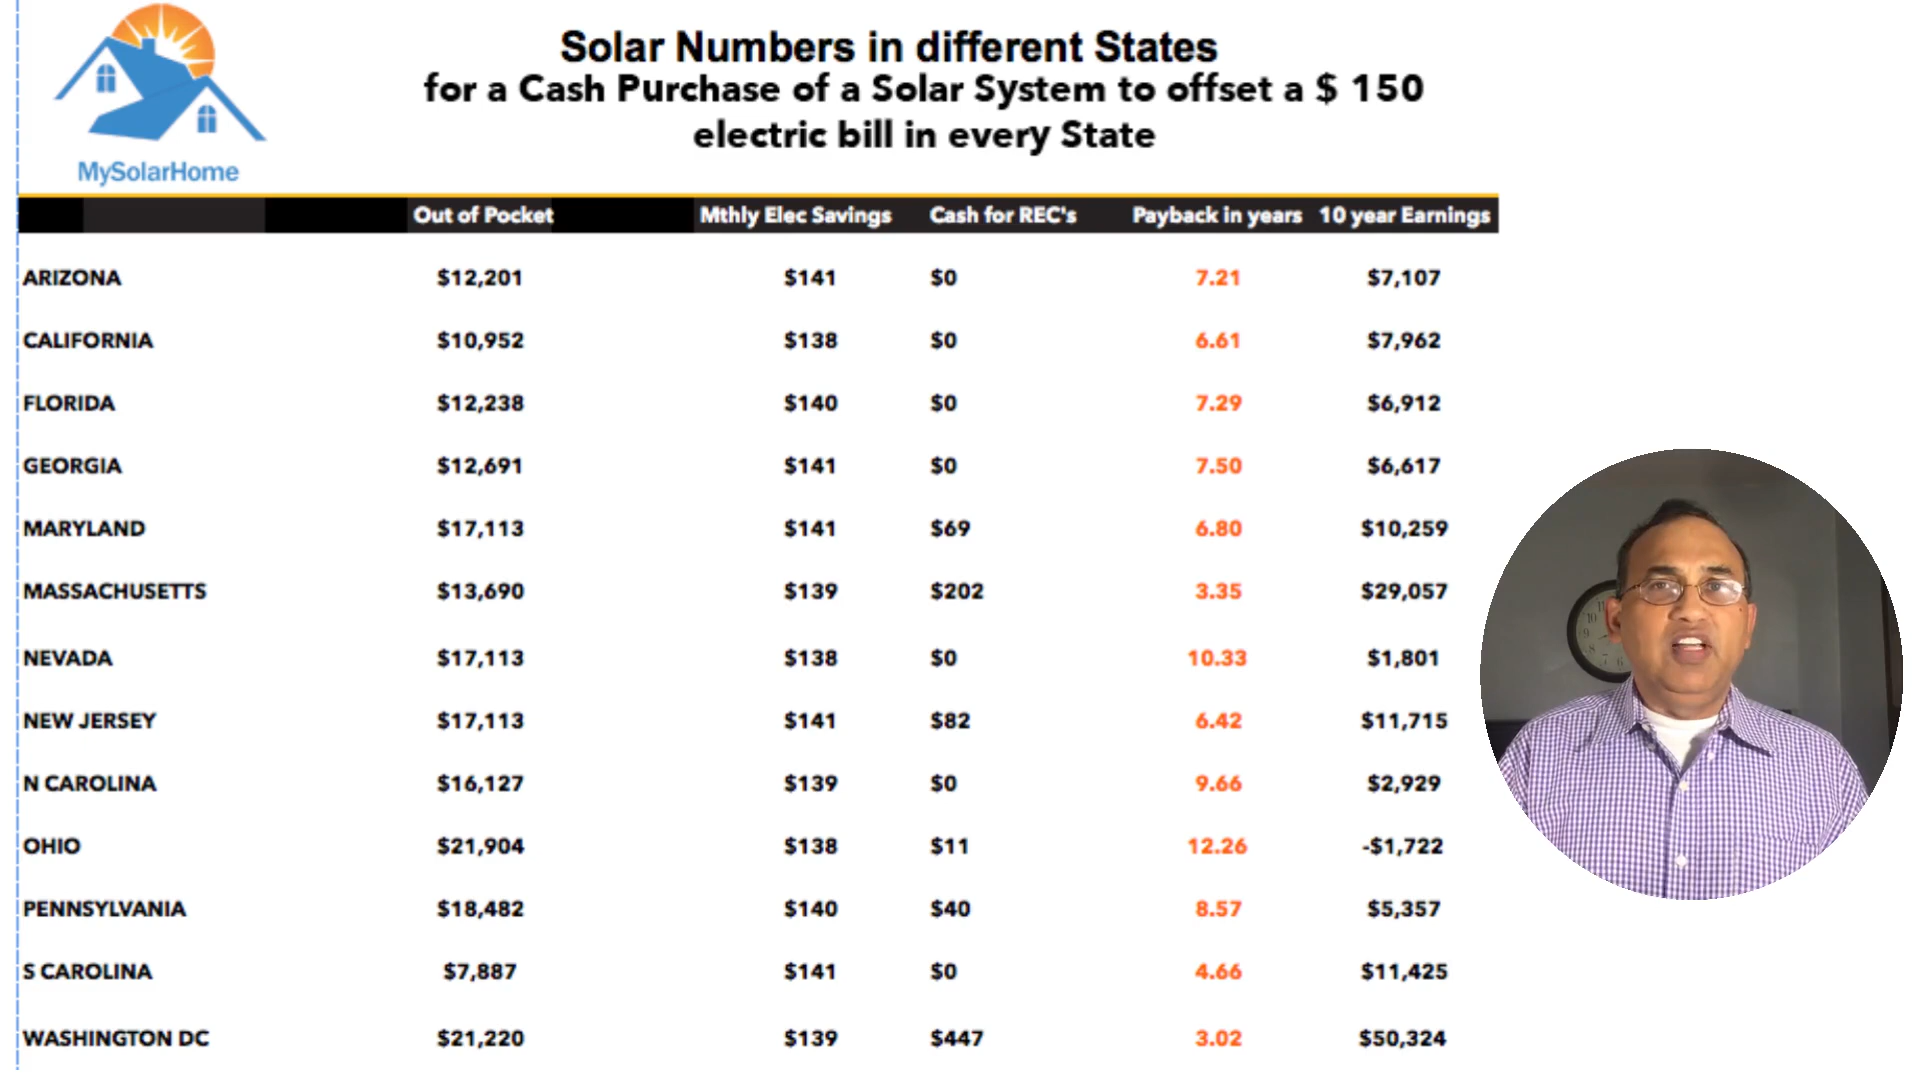 Solar Numbers in different States
for a Cash Purchase of a Solar System to offset a $ 150
electric bill in every State
MySolarHome
Out of Pocket Mthly Elec Savings Cash for REC's Payback in years 10 year Earnings
ARIZONA $12,201 $141 $0 7.21 $7,107
CALIFORNIA $10,952 $138 $0 6.61 $7,962
FLORIDA $12,238 $140 $0 7.29 $6,912
GEORGIA $12,691 $141 $0 7.50 $6,617
MARYLAND $17,113 $141 $69 6.80 $10,259
MASSACHUSETTS $13,690 $139 $202 3.35 $29,057
NEVADA $17,113 $138 $0 10.33 $1,801
NEW JERSEY $17,113 $141 $82 6.42 $11,715
N CAROLINA $16,127 $139 $0 9.66 $2,929
OHIO $21,904 $138 $11 12.26 -$1,722
PENNSYLVANIA $18,482 $140 $40 8.57 $5,357
S CAROLINA $7,887 $141 $0 4.66 $11,425
WASHINGTON DC $21,220 $139 $447 3.02 $50,324